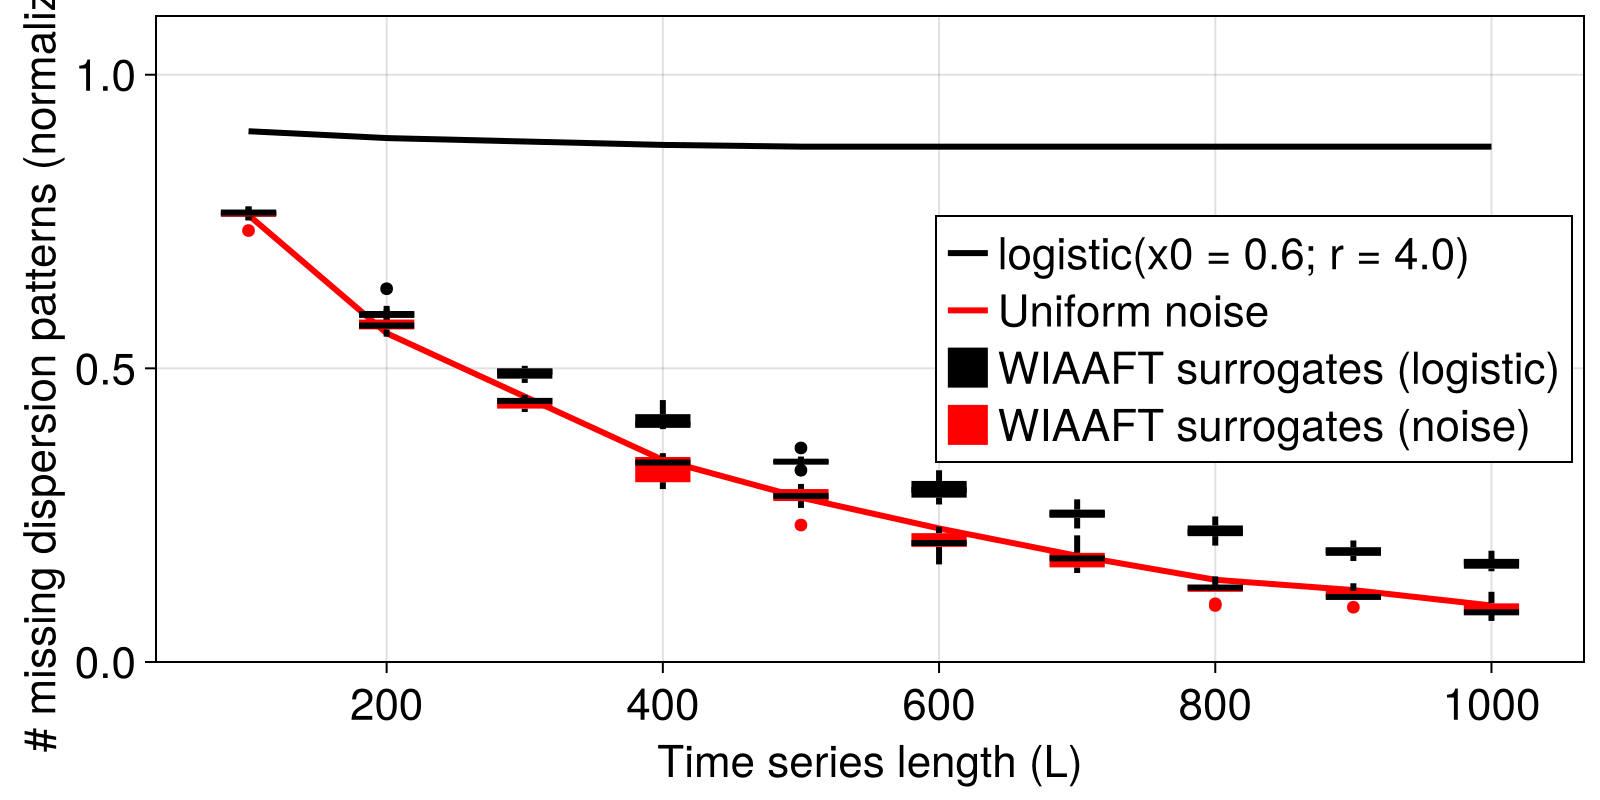 # missing dispersion patterns (normaliz
1.0
0.5
0.0
logistic(x0 = 0.6; r = 4.0)
Uniform noise
WIAAFT surrogates (logistic)
WIAAFT surrogates (noise)
200 400 600 800 1000
Time series length (L)